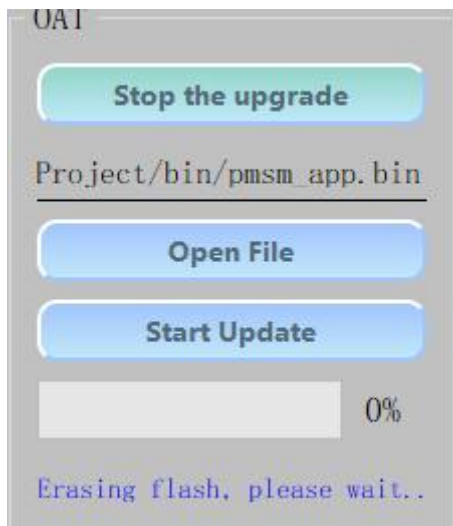 OAT
Stop the upgrade
Project/bin/pmsm_app.bin
Open File
Start Update
0%
Erasing flash, please wait..